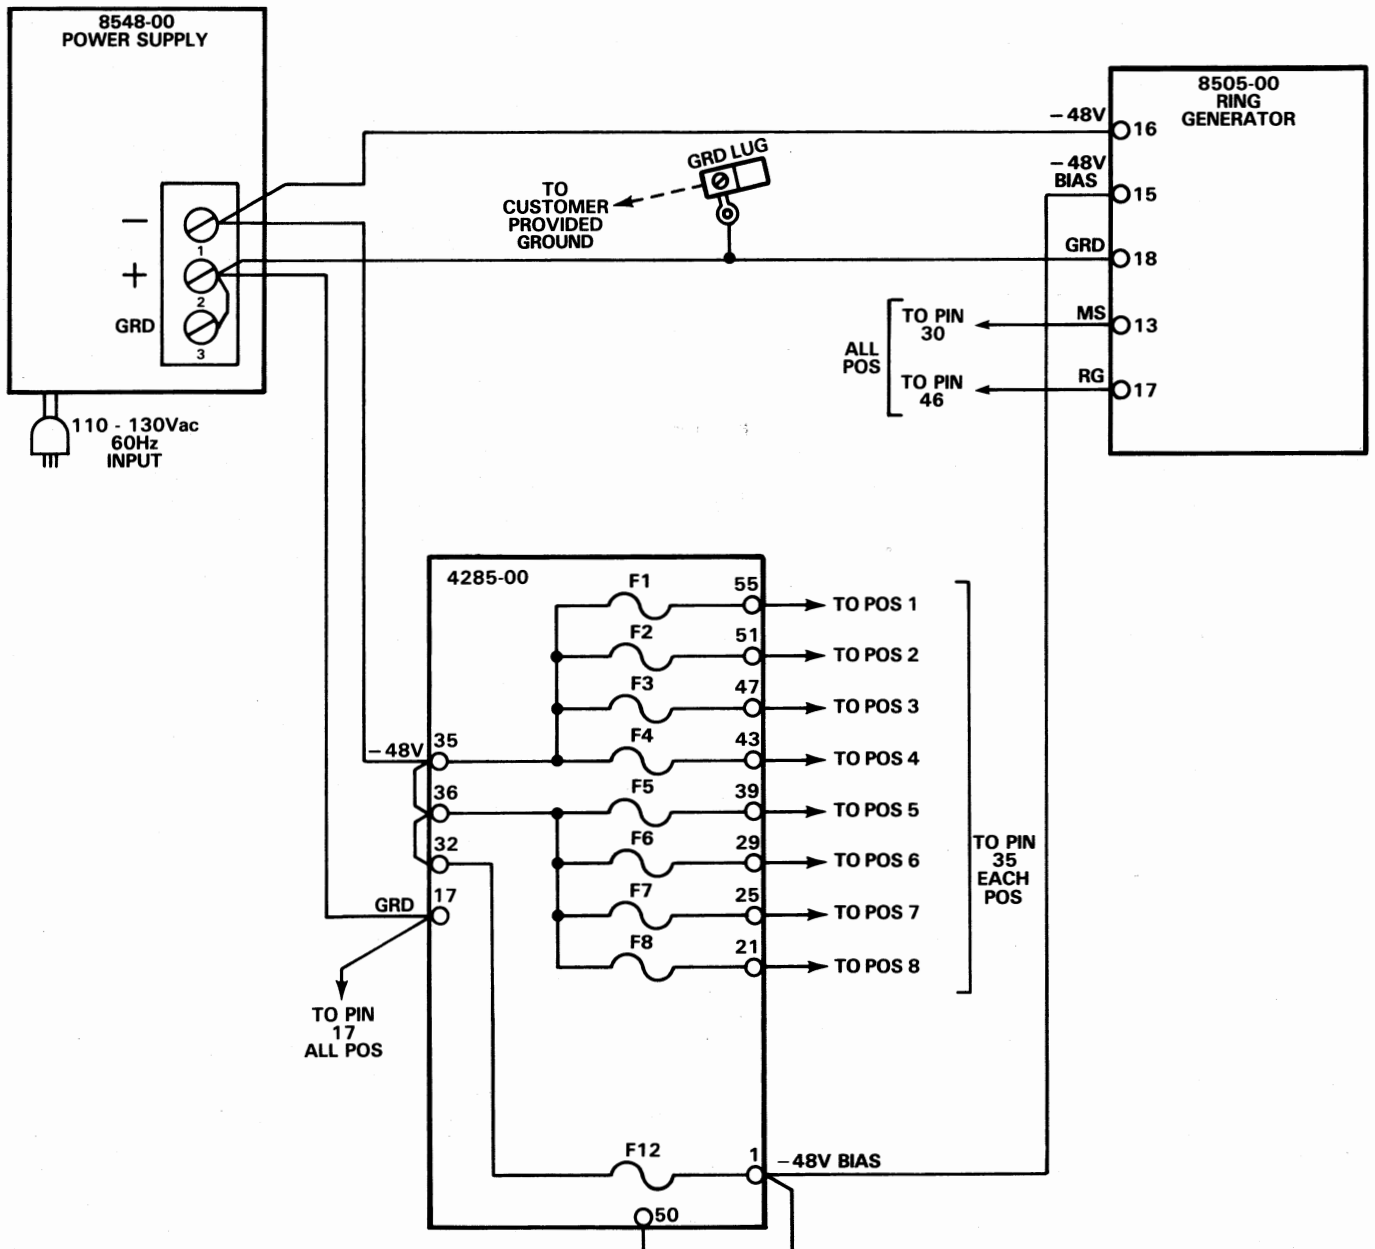 8548-00
POWER SUPPLY
−
1
+
2
GRD
3
110 - 130Vac
60Hz
INPUT
GRD LUG
TO
CUSTOMER
PROVIDED
GROUND
8505-00
RING
GENERATOR
−48V
16
−48V
BIAS
15
GRD
18
MS
13
RG
17
ALL
POS
TO PIN
30
TO PIN
46
4285-00
F1
55
TO POS 1
F2
51
TO POS 2
F3
47
TO POS 3
F4
43
TO POS 4
F5
39
TO POS 5
F6
29
TO POS 6
F7
25
TO POS 7
F8
21
TO POS 8
TO PIN
35
EACH
POS
−48V
35
36
32
GRD
17
TO PIN
17
ALL POS
F12
1
−48V BIAS
50